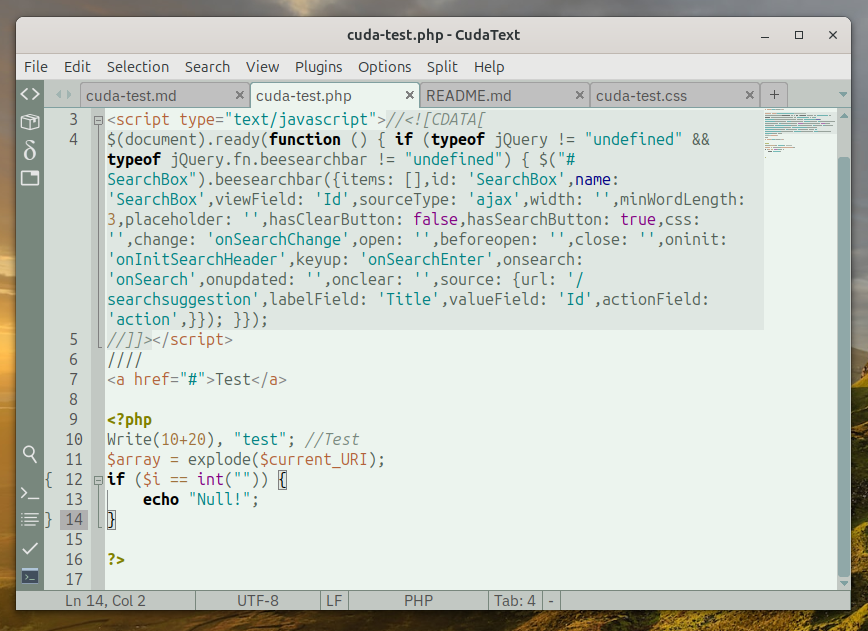 cuda-test.php - CudaText
File Edit Selection Search View Plugins Options Split Help
cuda-test.md × cuda-test.php × README.md × cuda-test.css × +
3 <script type="text/javascript">//<![CDATA[
4 $(document).ready(function () { if (typeof jQuery != "undefined" &&
typeof jQuery.fn.beesearchbar != "undefined") { $("#
SearchBox").beesearchbar({items: [],id: 'SearchBox',name:
'SearchBox',viewField: 'Id',sourceType: 'ajax',width: '',minWordLength:
3,placeholder: '',hasClearButton: false,hasSearchButton: true,css:
'',change: 'onSearchChange',open: '',beforeopen: '',close: '',oninit:
'onInitSearchHeader',keyup: 'onSearchEnter',onsearch:
'onSearch',onupdated: '',onclear: '',source: {url: '/
searchsuggestion',labelField: 'Title',valueField: 'Id',actionField:
'action',}}); }});
5 //]]></script>
6 ////
7 <a href="#">Test</a>
8
9 <?php
10 Write(10+20), "test"; //Test
11 $array = explode($current_URI);
{ 12 if ($i == int("")) {
13 echo "Null!";
} 14 }
15
16 ?>
17
Ln 14, Col 2 UTF-8 LF PHP Tab: 4 -